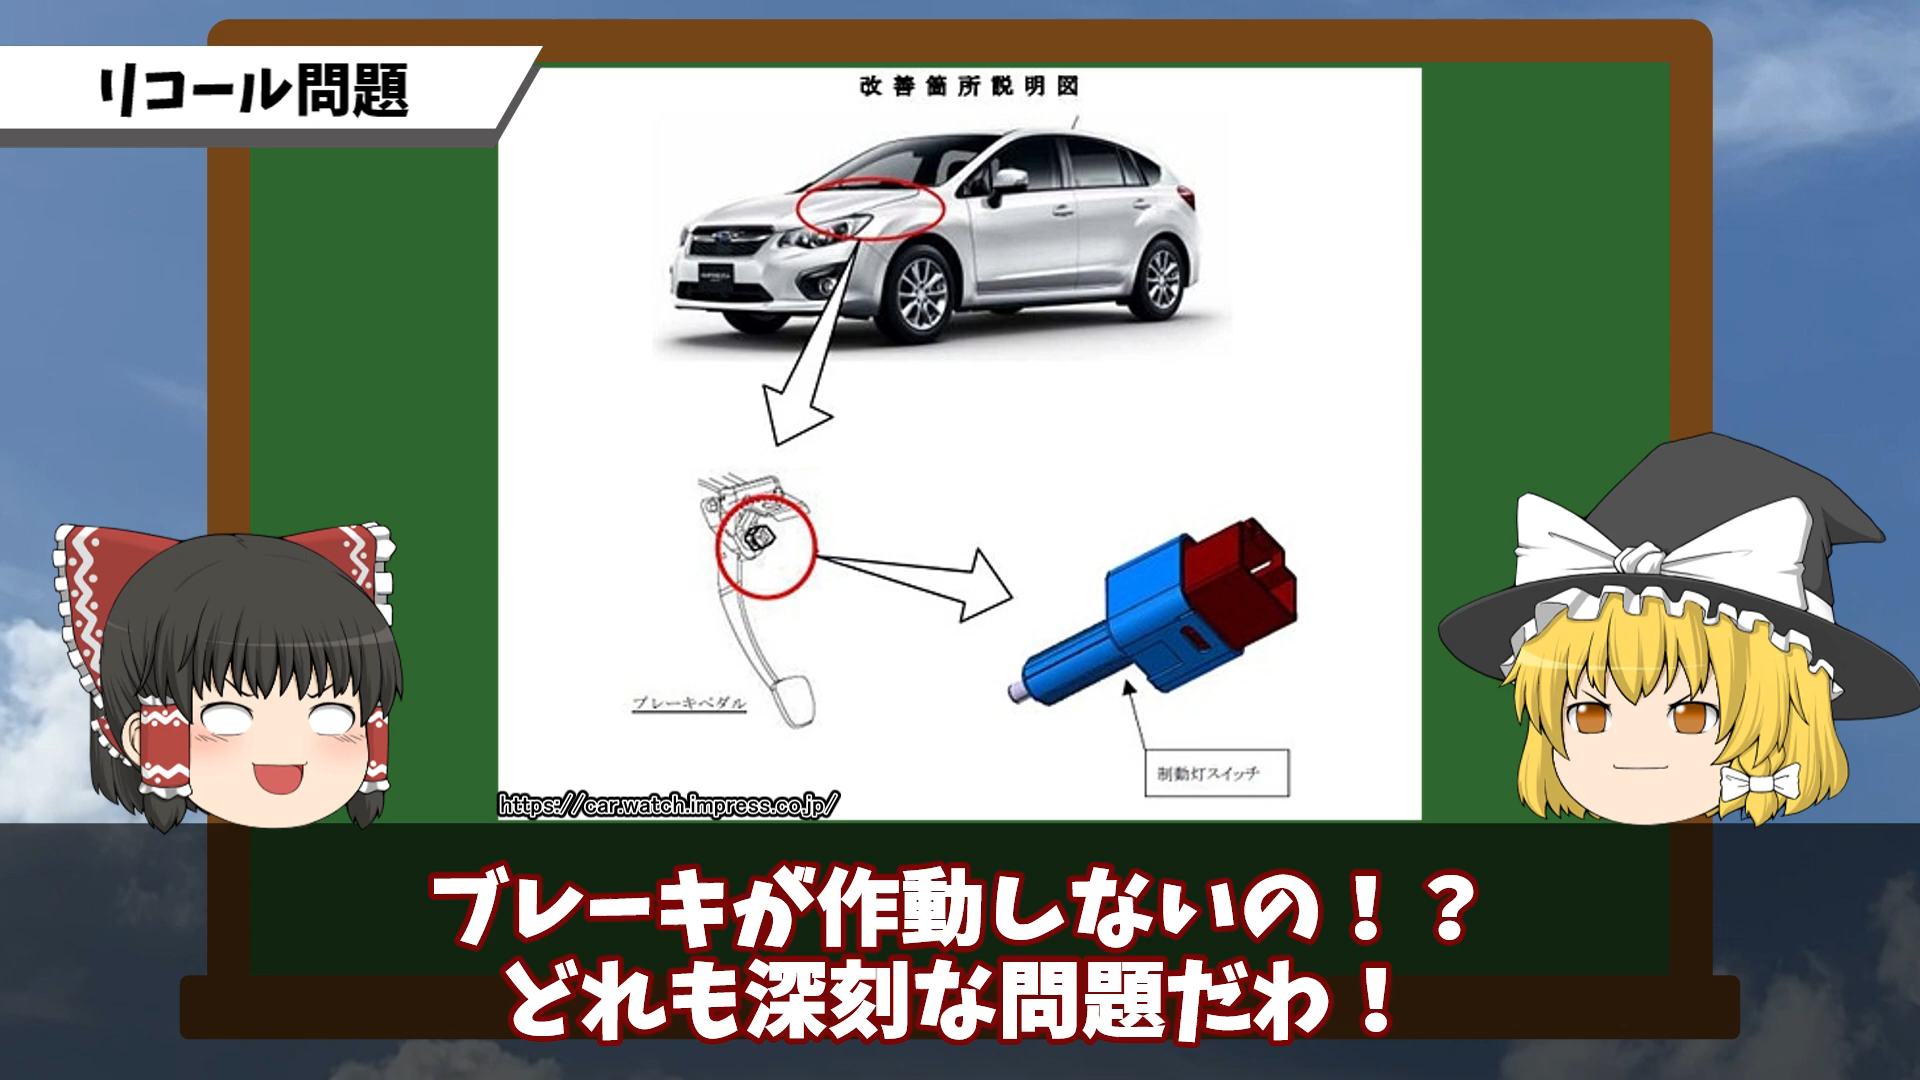 リコール問題
改善箇所説明図
ブレーキペダル
制動灯スイッチ
https://car.watch.impress.co.jp/
ブレーキが作動しないの！？
どれも深刻な問題だわ！